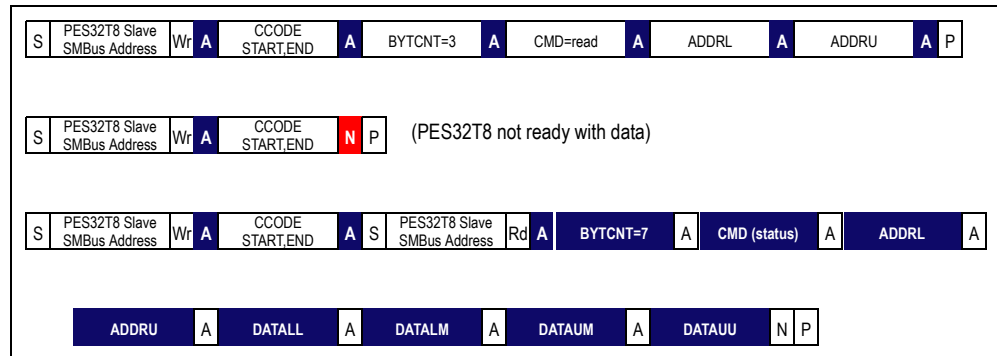 S PES32T8 Slave SMBus Address Wr A CCODE START,END A BYTCNT=3 A CMD=read A ADDRL A ADDRU A P
S PES32T8 Slave SMBus Address Wr A CCODE START,END N P (PES32T8 not ready with data)
S PES32T8 Slave SMBus Address Wr A CCODE START,END A S PES32T8 Slave SMBus Address Rd A BYTCNT=7 A CMD (status) A ADDRL A
ADDRU A DATALL A DATALM A DATAUM A DATAUU N P